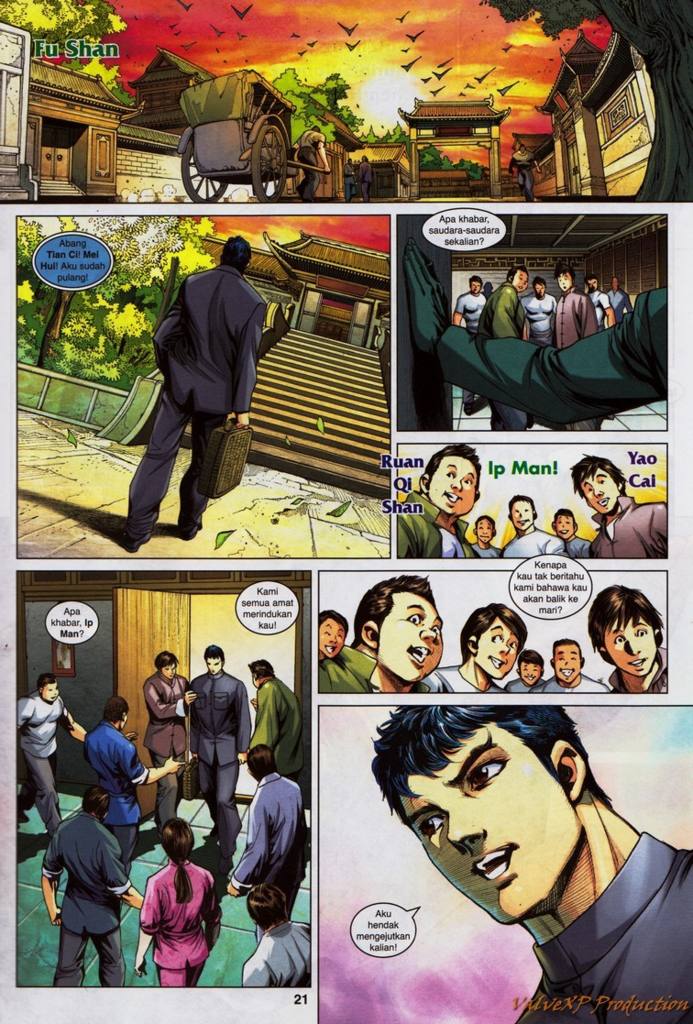 Fu Shan
Abang
Tian Ci! Mei
Hui! Aku sudah
pulang!
Apa khabar,
saudara-saudara
sekalian?
Ruan
Qi
Shan
Ip Man!
Yao
Cai
Apa
khabar, Ip
Man?
Kami
semua amat
merindukan
kau!
Kenapa
kau tak beritahu
kami bahawa kau
akan balik ke
mari?
Aku
hendak
mengejutkan
kalian!
21
VdveXP Production